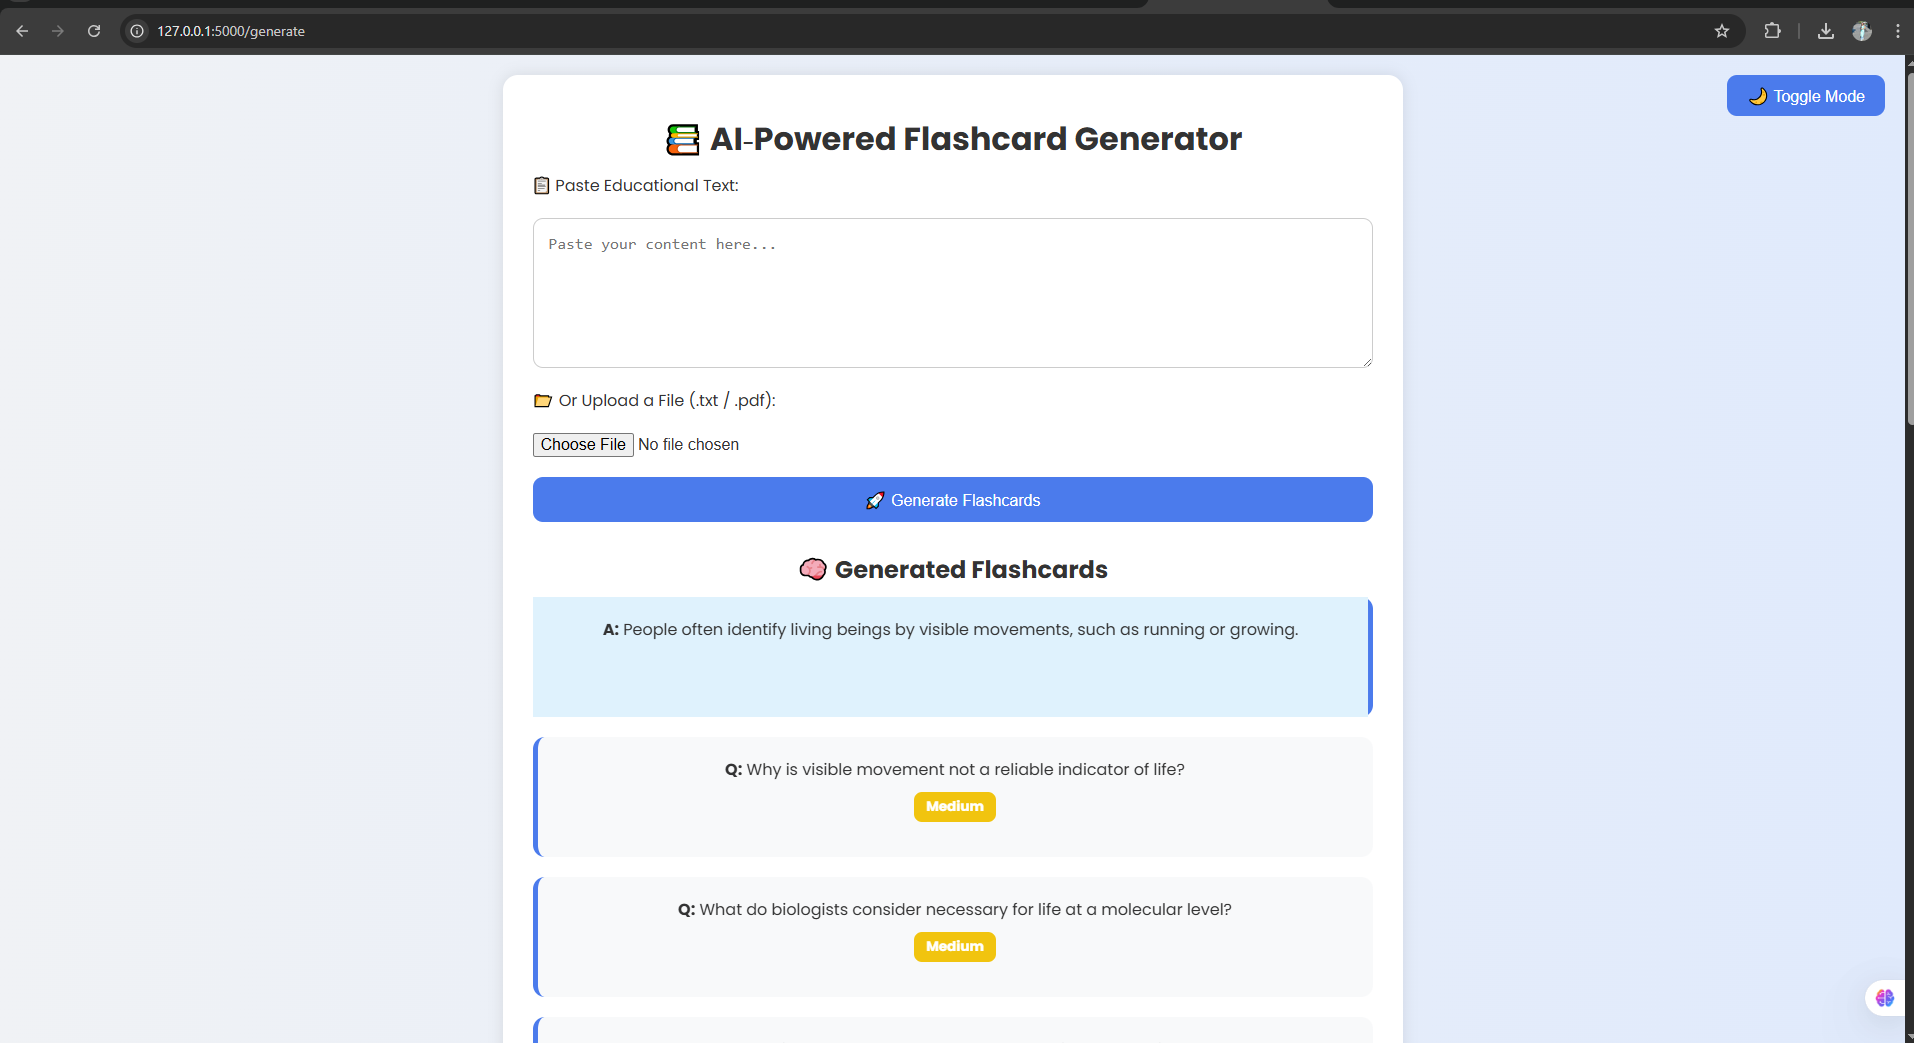 127.0.0.1:5000/generate
🌙 Toggle Mode
📚 AI-Powered Flashcard Generator
📋 Paste Educational Text:
Paste your content here...
📂 Or Upload a File (.txt / .pdf):
Choose File No file chosen
🚀 Generate Flashcards
🧠 Generated Flashcards
A: People often identify living beings by visible movements, such as running or growing.
Q: Why is visible movement not a reliable indicator of life?
Medium
Q: What do biologists consider necessary for life at a molecular level?
Medium